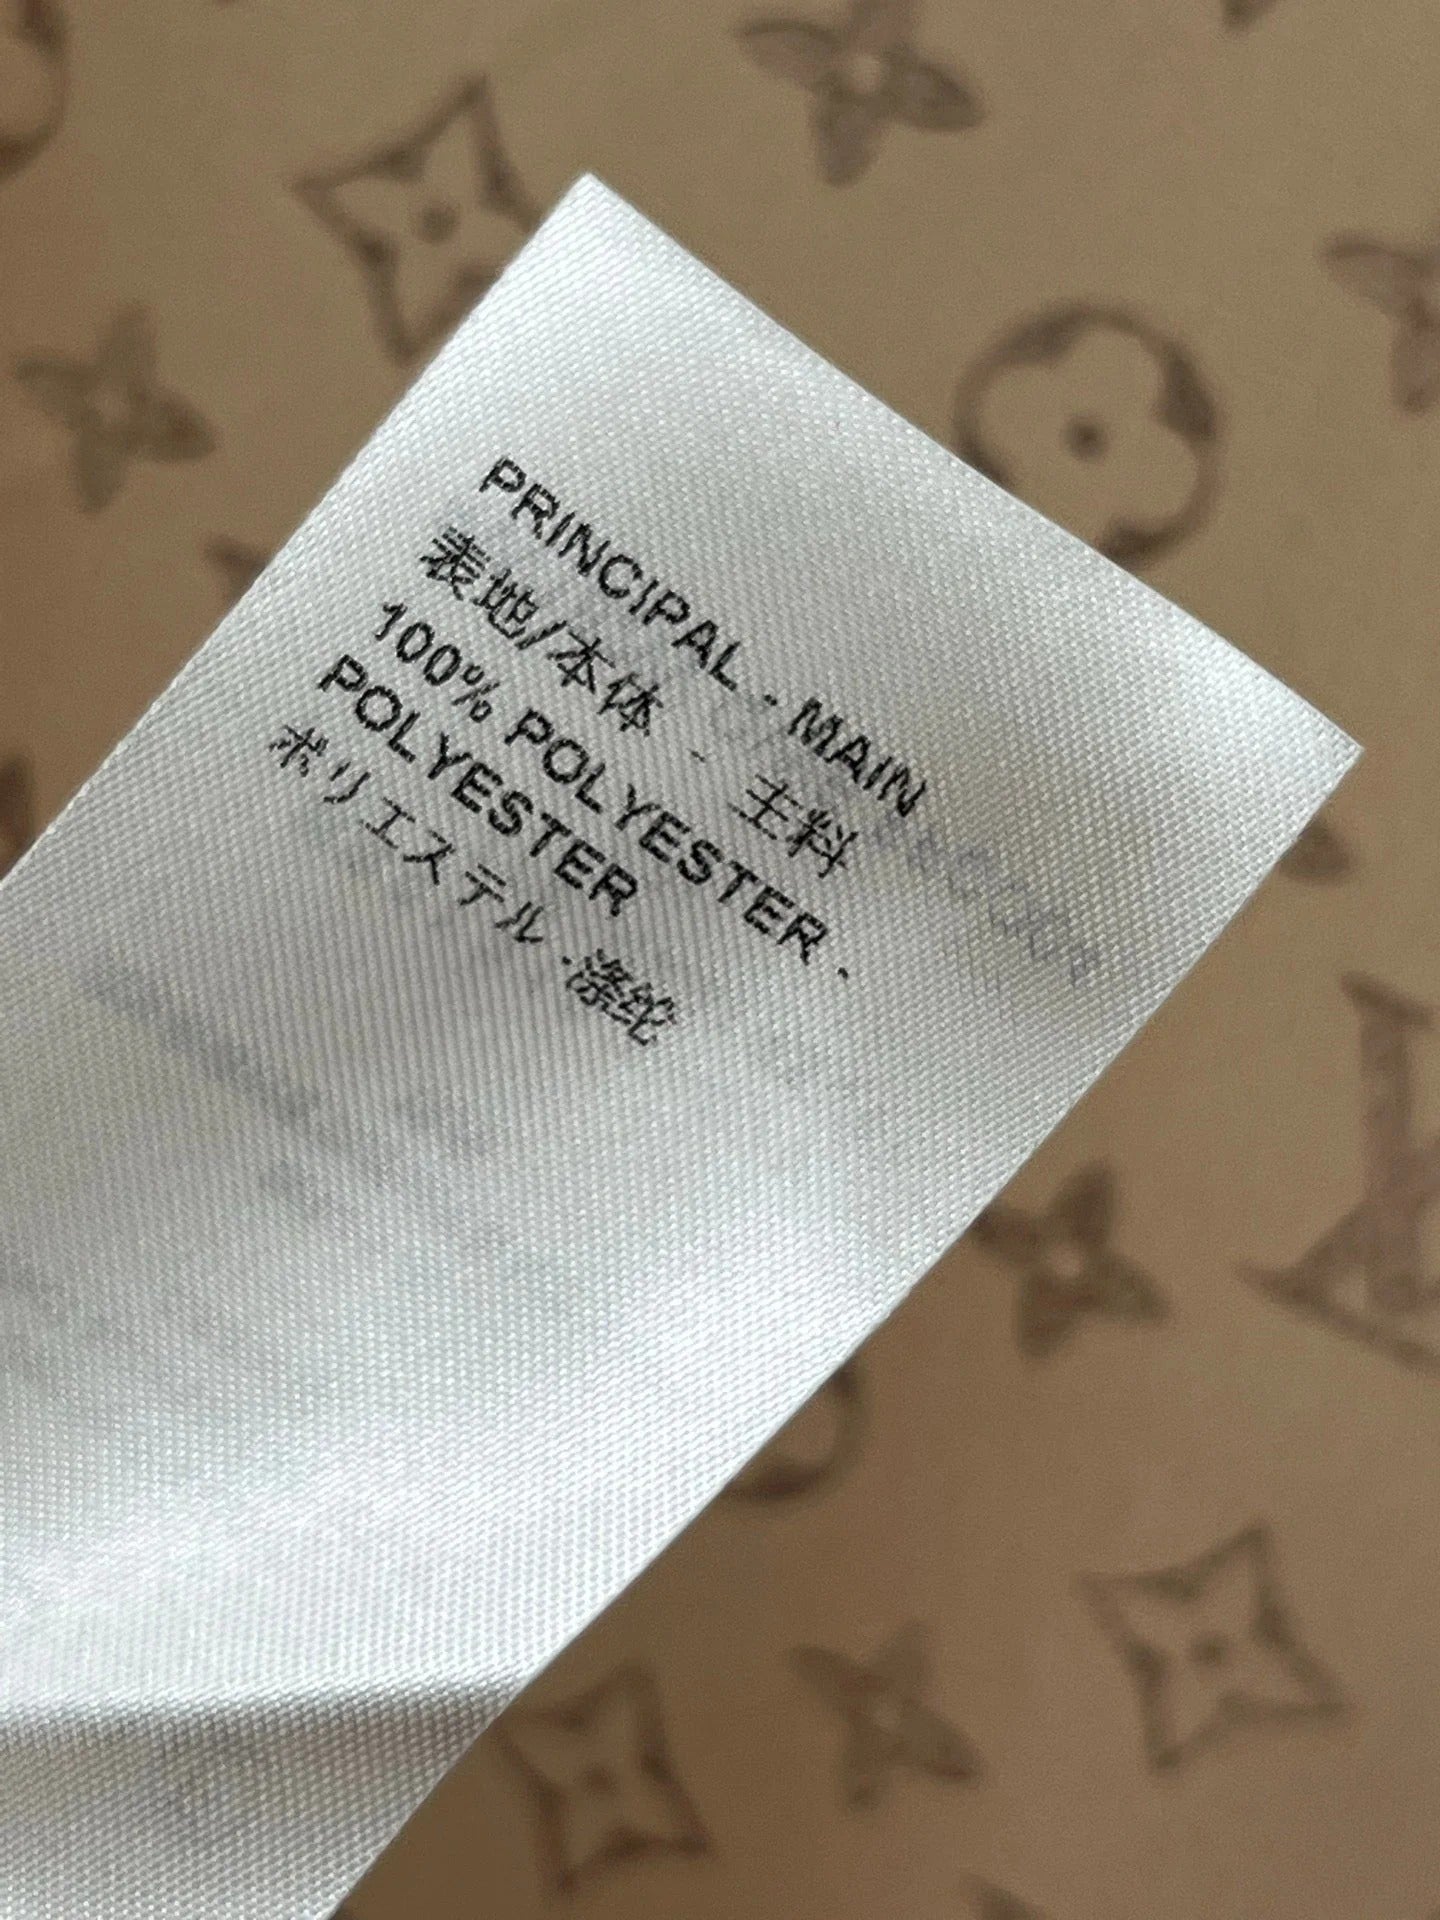 PRINCIPAL - MAIN
表地/本体 - 主料
100% POLYESTER -
POLYESTER
ポリエステル -涤纶